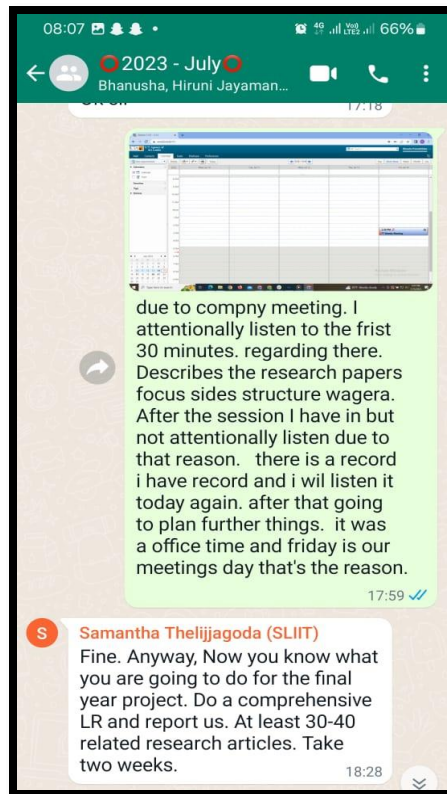 08:07
4G
Vo))
LTE2
66%
2023 - July
Bhanusha, Hiruni Jayaman...
17:18
due to compny meeting. I
attentionally listen to the frist
30 minutes. regarding there.
Describes the research papers
focus sides structure wagera.
After the session I have in but
not attentionally listen due to
that reason. there is a record
i have record and i wil listen it
today again. after that going
to plan further things. it was
a office time and friday is our
meetings day that's the reason.
17:59
S
Samantha Thelijjagoda (SLIIT)
Fine. Anyway, Now you know what
you are going to do for the final
year project. Do a comprehensive
LR and report us. At least 30-40
related research articles. Take
two weeks.
18:28